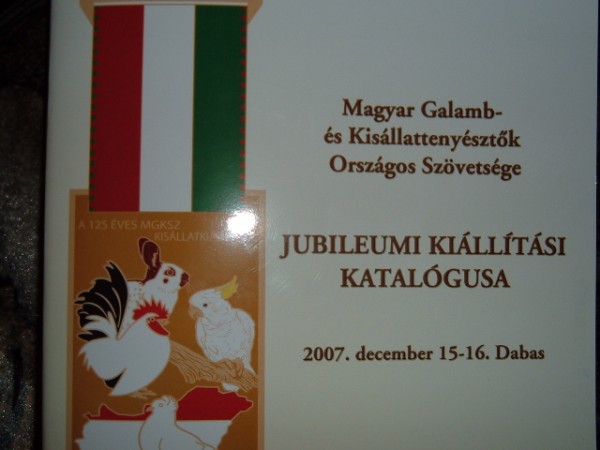 Magyar Galamb-
és Kisállattenyésztők
Országos Szövetsége
JUBILEUMI KIÁLLÍTÁSI
KATALÓGUSA
2007. december 15-16. Dabas
A 125 ÉVES MGKSZ